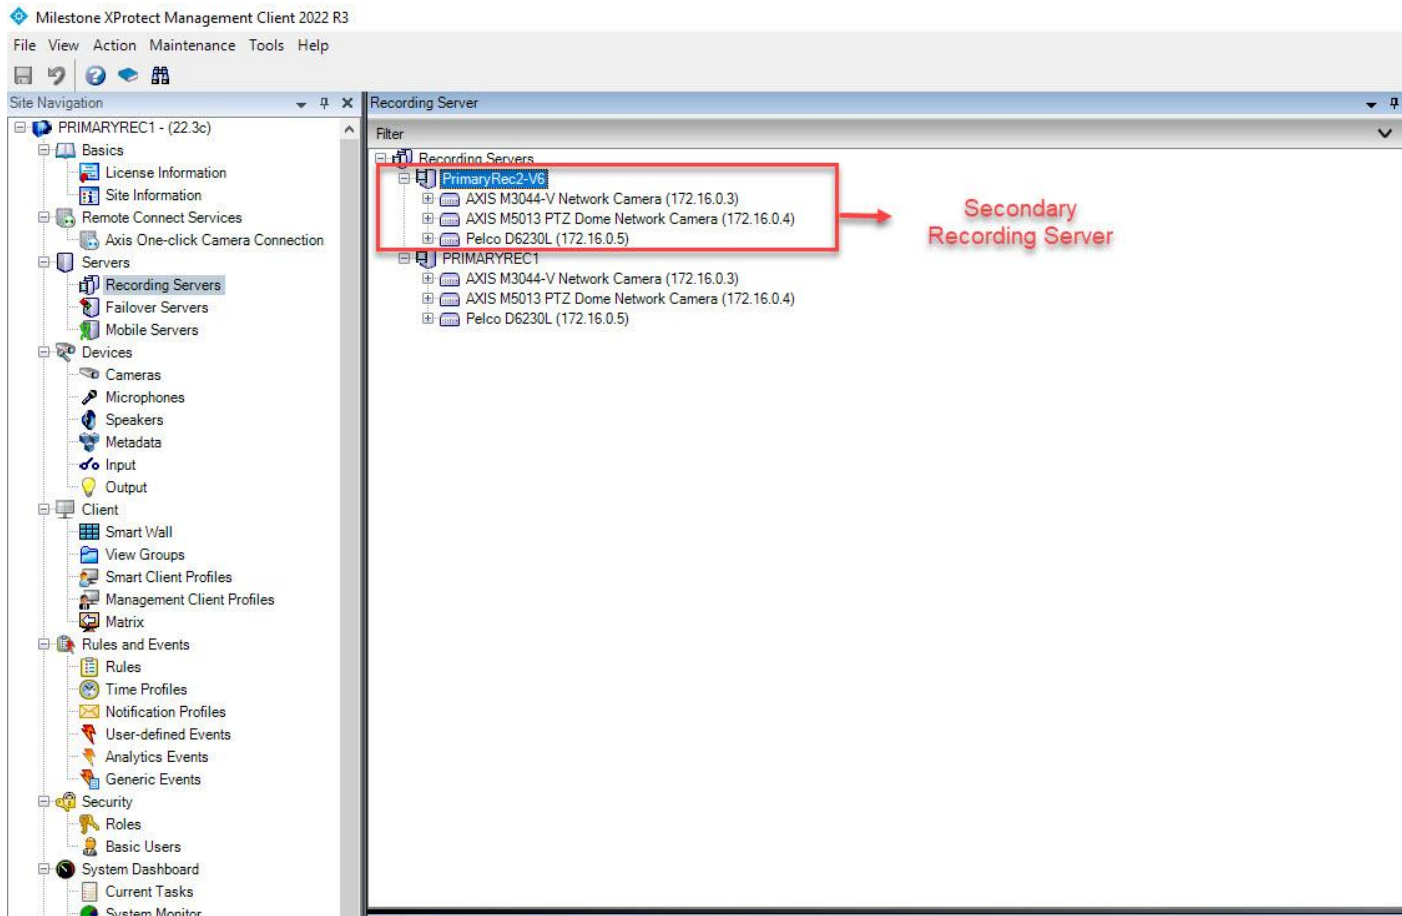 Milestone XProtect Management Client 2022 R3
File View Action Maintenance Tools Help
Site Navigation
PRIMARYREC1 - (22.3c)
Basics
License Information
Site Information
Remote Connect Services
Axis One-click Camera Connection
Servers
Recording Servers
Failover Servers
Mobile Servers
Devices
Cameras
Microphones
Speakers
Metadata
Input
Output
Client
Smart Wall
View Groups
Smart Client Profiles
Management Client Profiles
Matrix
Rules and Events
Rules
Time Profiles
Notification Profiles
User-defined Events
Analytics Events
Generic Events
Security
Roles
Basic Users
System Dashboard
Current Tasks
System Monitor
Recording Server
Filter
Recording Servers
PrimaryRec2-V6
AXIS M3044-V Network Camera (172.16.0.3)
AXIS M5013 PTZ Dome Network Camera (172.16.0.4)
Pelco D6230L (172.16.0.5)
PRIMARYREC1
AXIS M3044-V Network Camera (172.16.0.3)
AXIS M5013 PTZ Dome Network Camera (172.16.0.4)
Pelco D6230L (172.16.0.5)
Secondary
Recording Server